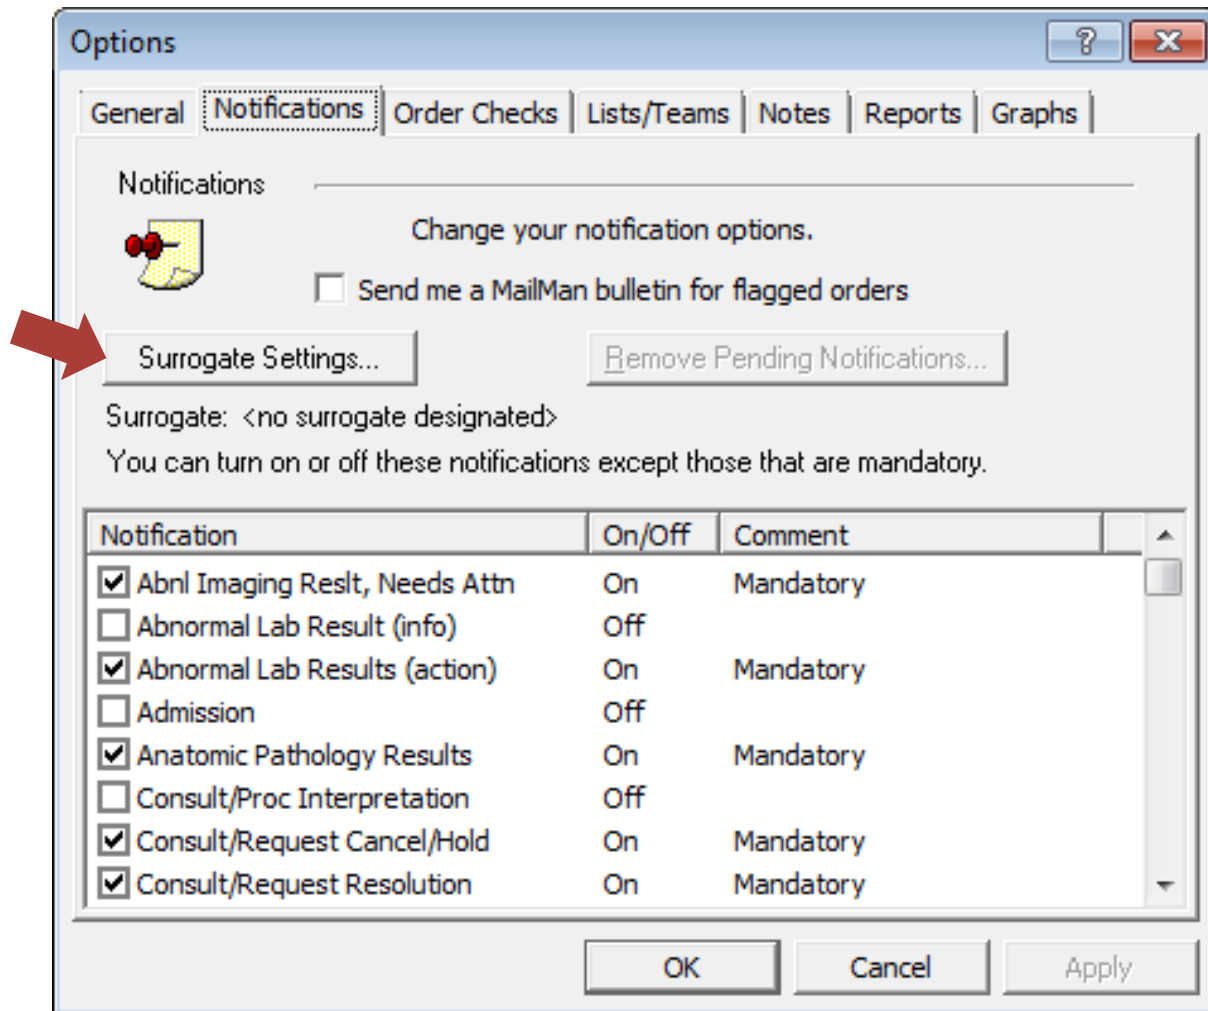 Options
General Notifications Order Checks Lists/Teams Notes Reports Graphs
Notifications
Change your notification options.
Send me a MailMan bulletin for flagged orders
Surrogate Settings... Remove Pending Notifications...
Surrogate: <no surrogate designated>
You can turn on or off these notifications except those that are mandatory.
Notification On/Off Comment
Abnl Imaging Reslt, Needs Attn On Mandatory
Abnormal Lab Result (info) Off
Abnormal Lab Results (action) On Mandatory
Admission Off
Anatomic Pathology Results On Mandatory
Consult/Proc Interpretation Off
Consult/Request Cancel/Hold On Mandatory
Consult/Request Resolution On Mandatory
OK Cancel Apply